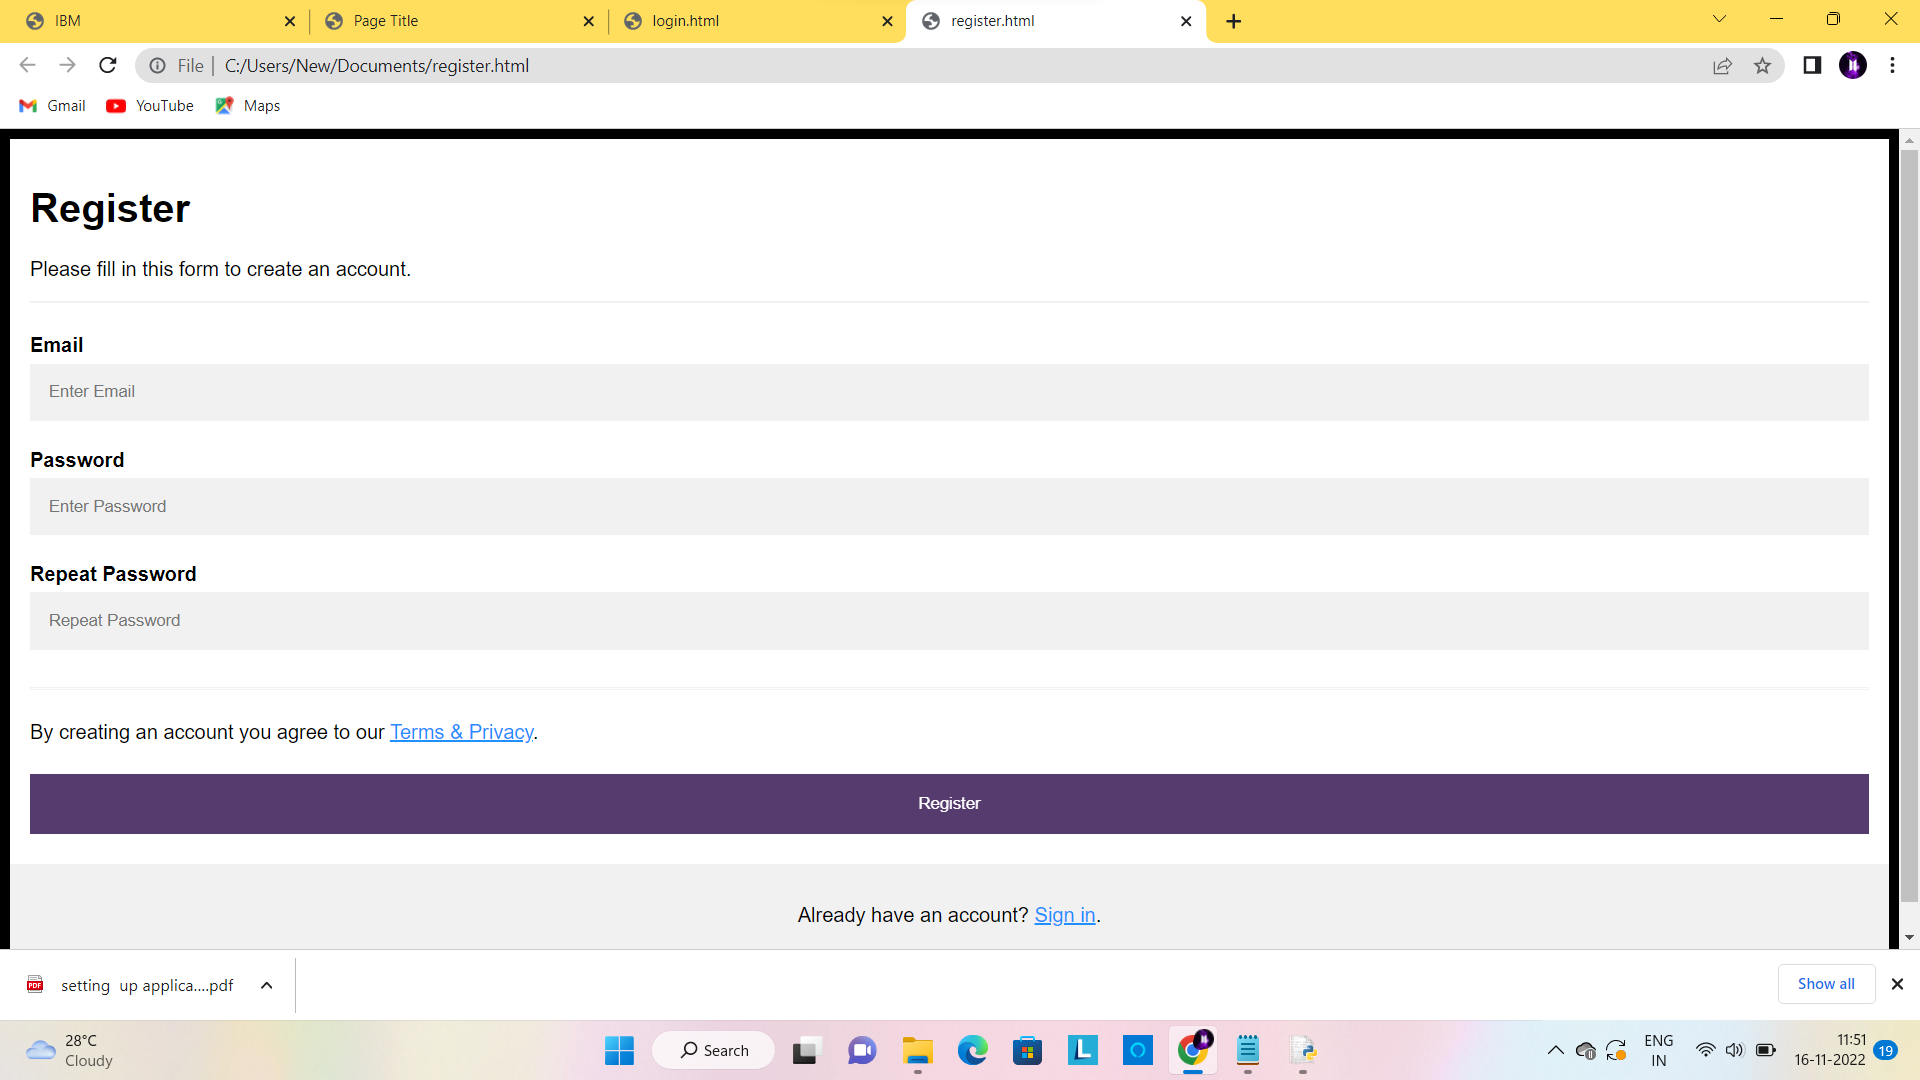 IBM
Page Title
login.html
register.html
File
C:/Users/New/Documents/register.html
Gmail
YouTube
Maps
Register
Please fill in this form to create an account.
Email
Enter Email
Password
Enter Password
Repeat Password
Repeat Password
By creating an account you agree to our Terms & Privacy.
Register
Already have an account? Sign in.
setting up applica....pdf
Show all
28°C
Cloudy
Search
ENG
IN
11:51
16-11-2022
19